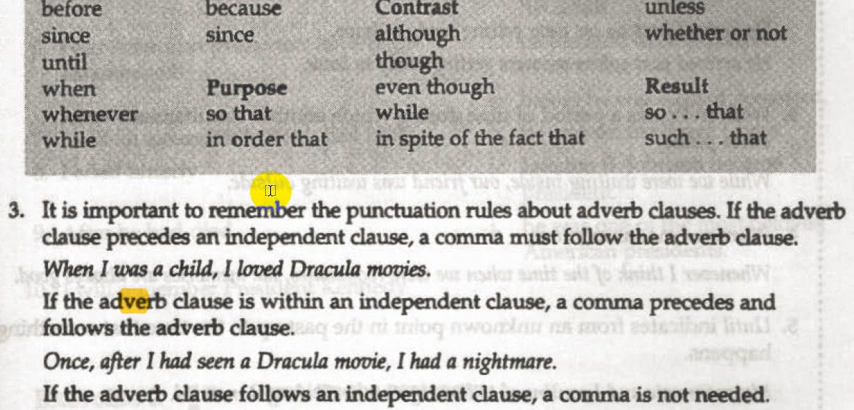 before because Contrast unless
since since although whether or not
until though
when Purpose even though Result
whenever so that while so . . . that
while in order that in spite of the fact that such . . . that
3. It is important to remember the punctuation rules about adverb clauses. If the adverb
clause precedes an independent clause, a comma must follow the adverb clause.
When I was a child, I loved Dracula movies.
If the adverb clause is within an independent clause, a comma precedes and
follows the adverb clause.
Once, after I had seen a Dracula movie, I had a nightmare.
If the adverb clause follows an independent clause, a comma is not needed.